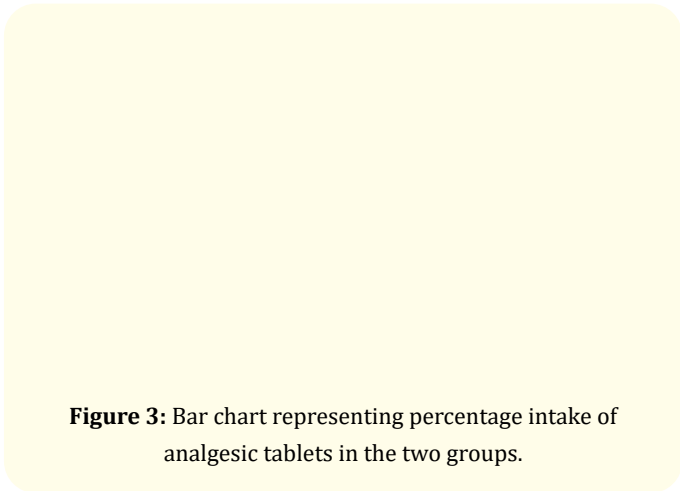 Figure 3: Bar chart representing percentage intake of
analgesic tablets in the two groups.